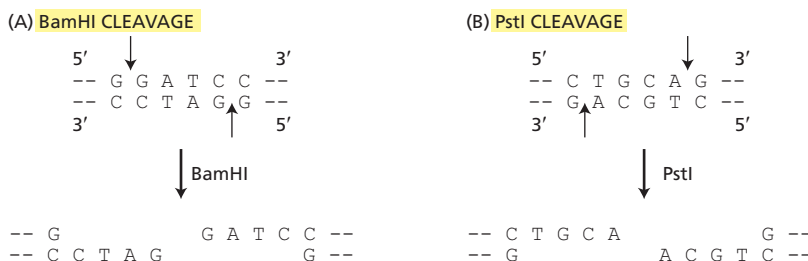 (A) BamHI CLEAVAGE
5′ 3′
-- G G A T C C --
-- C C T A G G --
3′ 5′
BamHI
-- G G A T C C --
-- C C T A G G --
(B) PstI CLEAVAGE
5′ 3′
-- C T G C A G --
-- G A C G T C --
3′ 5′
PstI
-- C T G C A G --
-- G A C G T C --